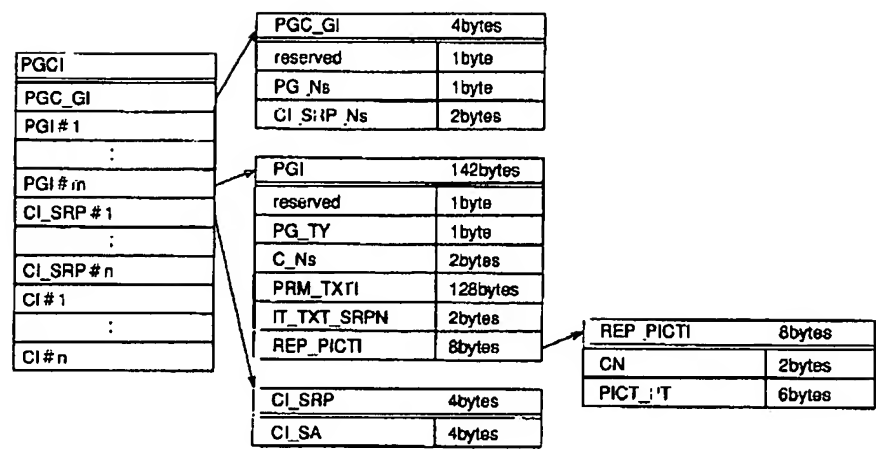 PGCI
PGC_GI
PGI#1
:
PGI#m
CI_SRP#1
:
CI_SRP#n
CI#1
:
CI#n
PGC_GI 4bytes
reserved 1byte
PG_Ns 1byte
CI_SRP_Ns 2bytes
PGI 142bytes
reserved 1byte
PG_TY 1byte
C_Ns 2bytes
PRM_TXTI 128bytes
IT_TXT_SRPN 2bytes
REP_PICTI 8bytes
CI_SRP 4bytes
CI_SA 4bytes
REP_PICTI 8bytes
CN 2bytes
6bytes